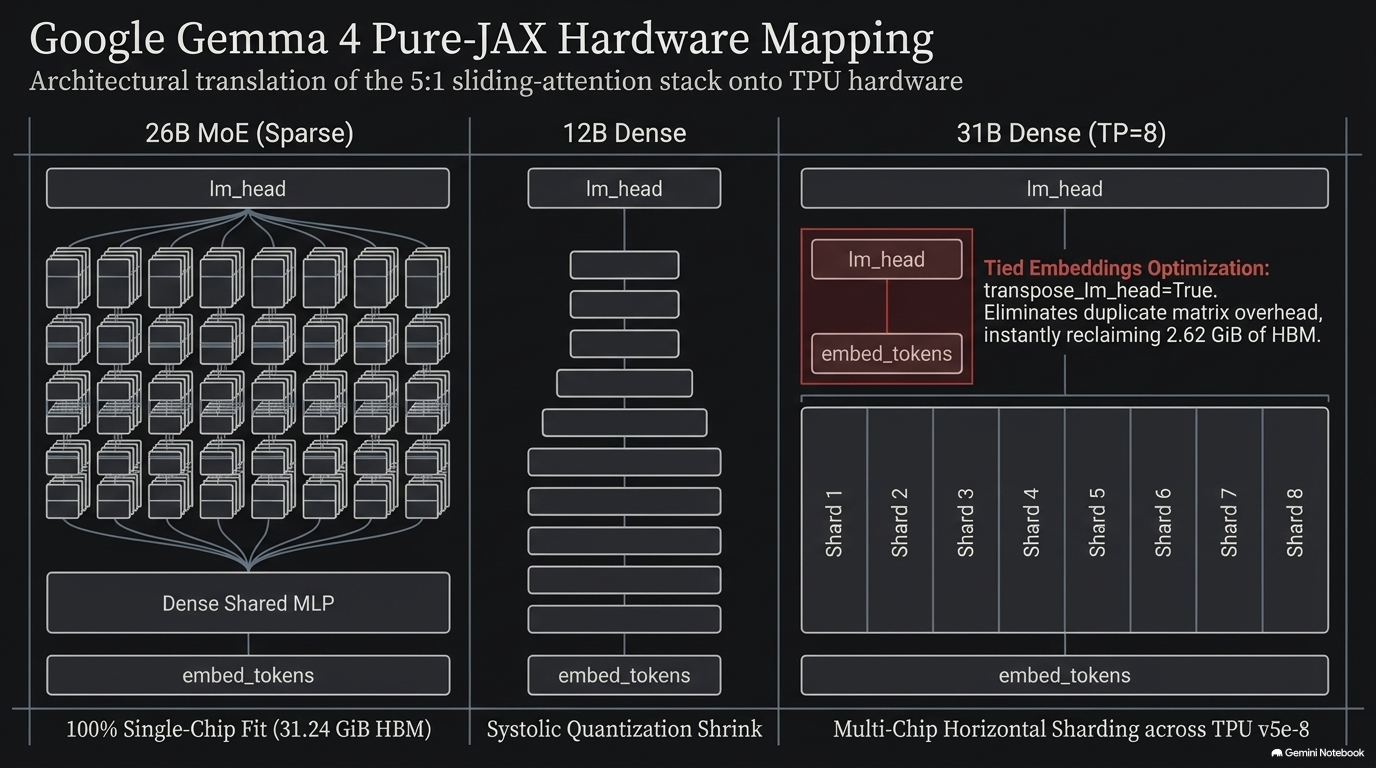 Google Gemma 4 Pure-JAX Hardware Mapping
Architectural translation of the 5:1 sliding-attention stack onto TPU hardware
26B MoE (Sparse)
lm_head
Dense Shared MLP
embed_tokens
100% Single-Chip Fit (31.24 GiB HBM)
12B Dense
lm_head
embed_tokens
Systolic Quantization Shrink
31B Dense (TP=8)
lm_head
lm_head
embed_tokens
Tied Embeddings Optimization:
transpose_lm_head=True.
Eliminates duplicate matrix overhead,
instantly reclaiming 2.62 GiB of HBM.
Shard 1
Shard 2
Shard 3
Shard 4
Shard 5
Shard 6
Shard 7
Shard 8
embed_tokens
Multi-Chip Horizontal Sharding across TPU v5e-8
Gemini Notebook